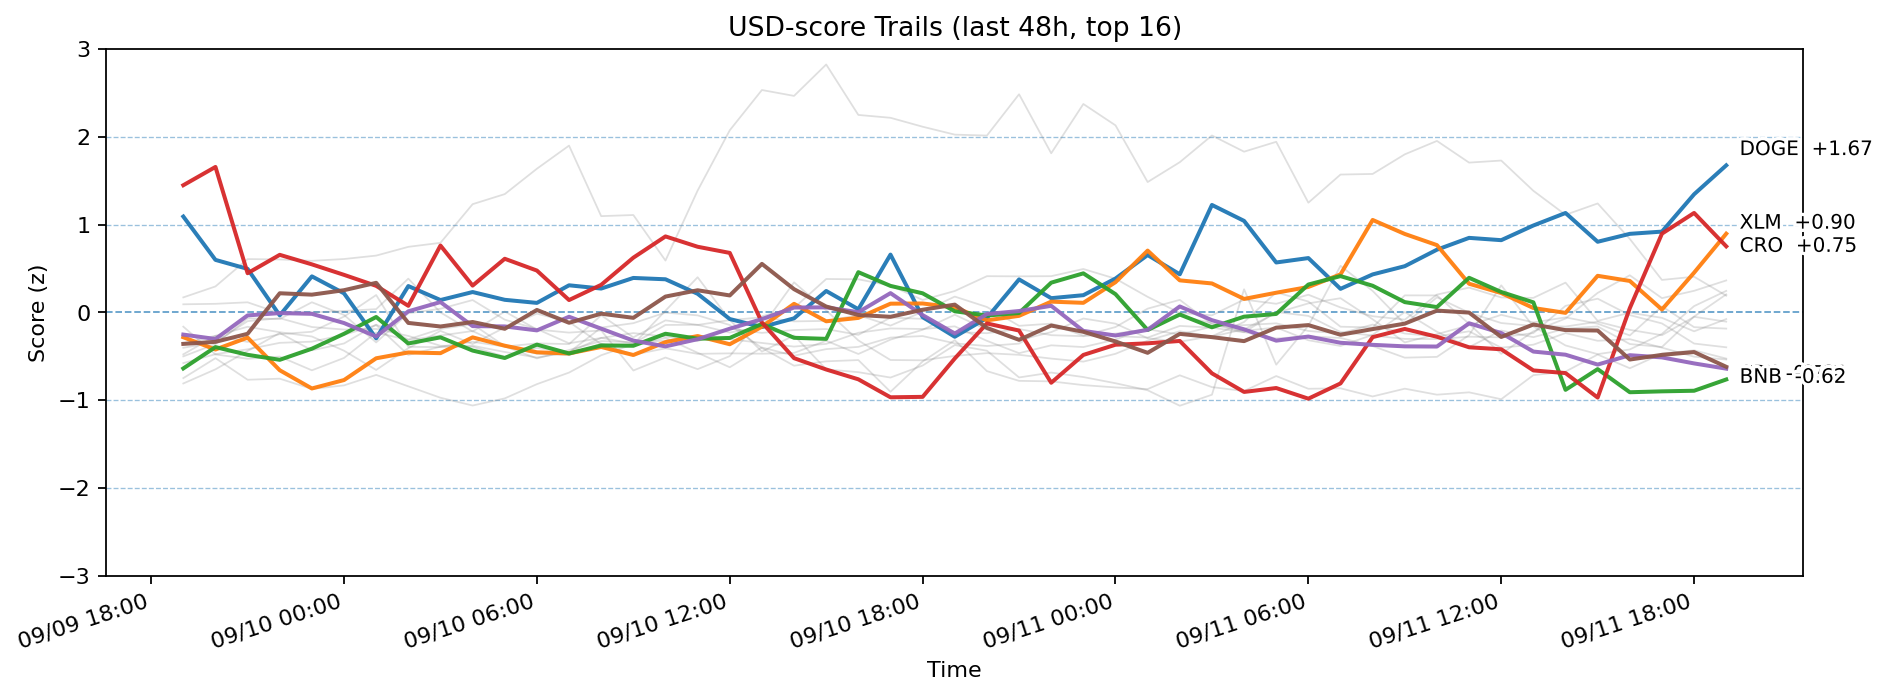 USD-score Trails (last 48h, top 16)
Score (z)
3
2
1
0
−1
−2
−3
DOGE +1.67
XLM +0.90
CRO +0.75
BNB -0.62
09/09 18:00
09/10 00:00
09/10 06:00
09/10 12:00
09/10 18:00
09/11 00:00
09/11 06:00
09/11 12:00
09/11 18:00
Time